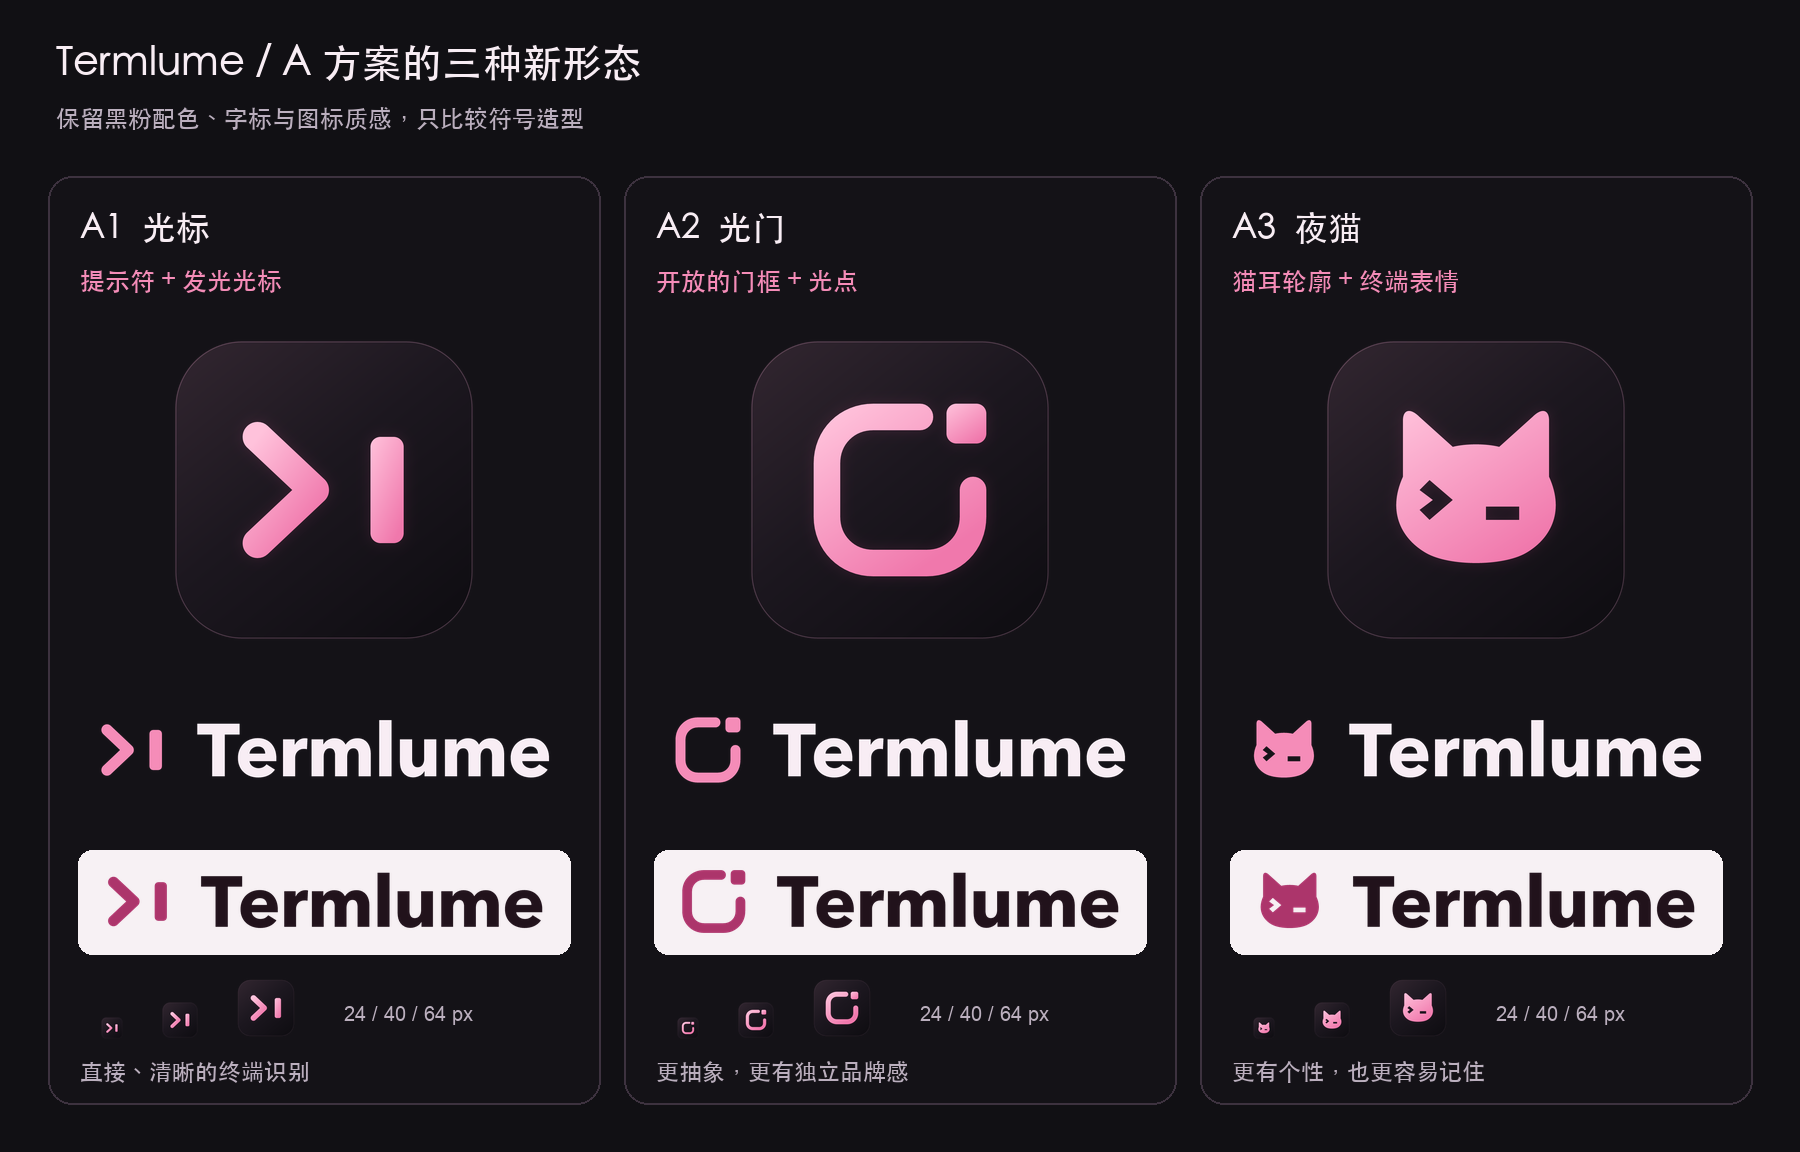 Termlume / A 方案的三种新形态
保留黑粉配色、字标与图标质感，只比较符号造型
A1 光标
提示符 + 发光光标
Termlume
Termlume
24 / 40 / 64 px
直接、清晰的终端识别
A2 光门
开放的门框 + 光点
Termlume
Termlume
24 / 40 / 64 px
更抽象，更有独立品牌感
A3 夜猫
猫耳轮廓 + 终端表情
Termlume
Termlume
24 / 40 / 64 px
更有个性，也更容易记住